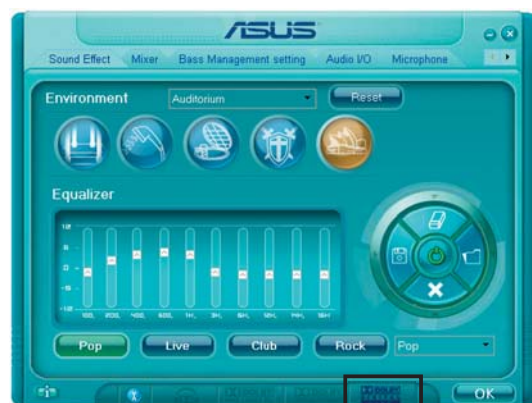 ASUS
Sound Effect Mixer Bass Management setting Audio I/O Microphone
Environment Auditorium Reset
Equalizer
Pop Live Club Rock Pop
OK